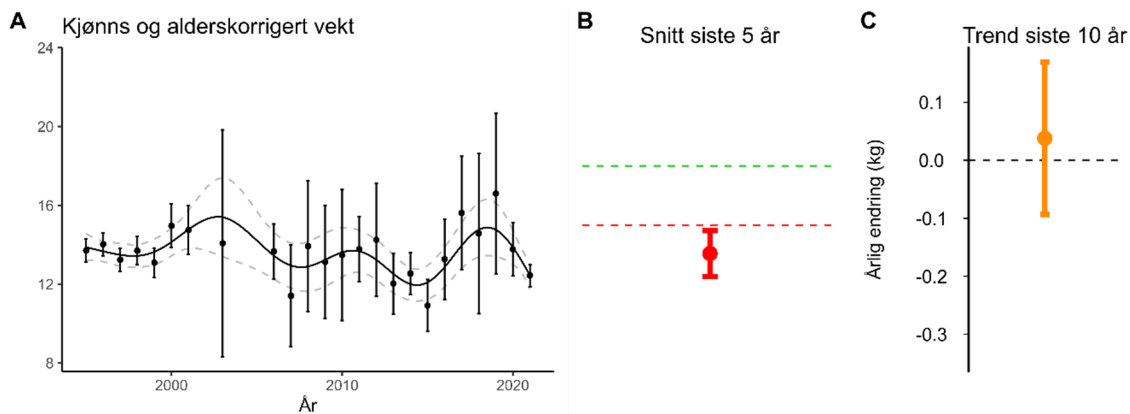 A
Kjønns og alderskorrigert vekt
24
20
16
12
8
2000
2010
2020
År
B
Snitt siste 5 år
C
Trend siste 10 år
Årlig endring (kg)
0.1
0.0
-0.1
-0.2
-0.3